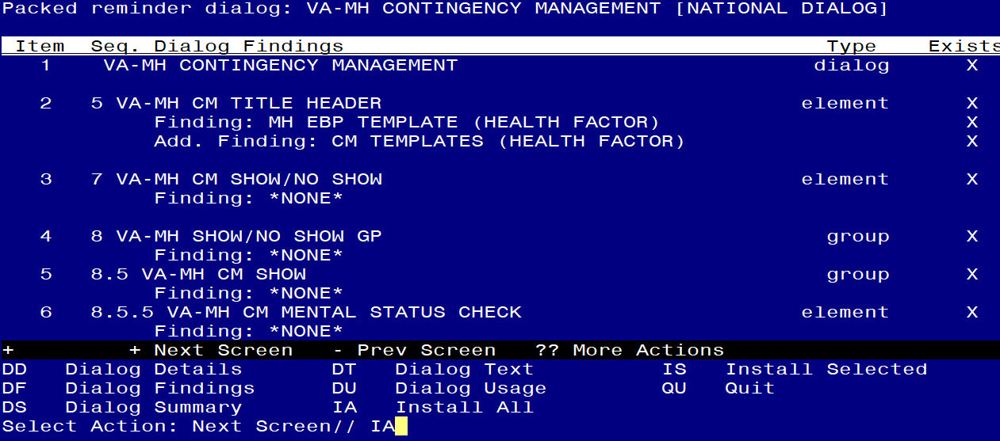 Packed reminder dialog: VA-MH CONTINGENCY MANAGEMENT [NATIONAL DIALOG]
Item Seq. Dialog Findings Type Exists
1 VA-MH CONTINGENCY MANAGEMENT dialog X
2 5 VA-MH CM TITLE HEADER element X
Finding: MH EBP TEMPLATE (HEALTH FACTOR) X
Add. Finding: CM TEMPLATES (HEALTH FACTOR) X
3 7 VA-MH CM SHOW/NO SHOW element X
Finding: *NONE*
4 8 VA-MH SHOW/NO SHOW GP group X
Finding: *NONE*
5 8.5 VA-MH CM SHOW group X
Finding: *NONE*
6 8.5.5 VA-MH CM MENTAL STATUS CHECK element X
Finding: *NONE*
+ + Next Screen - Prev Screen ?? More Actions
DD Dialog Details DT Dialog Text IS Install Selected
DF Dialog Findings DU Dialog Usage QU Quit
DS Dialog Summary IA Install All
Select Action: Next Screen// IA